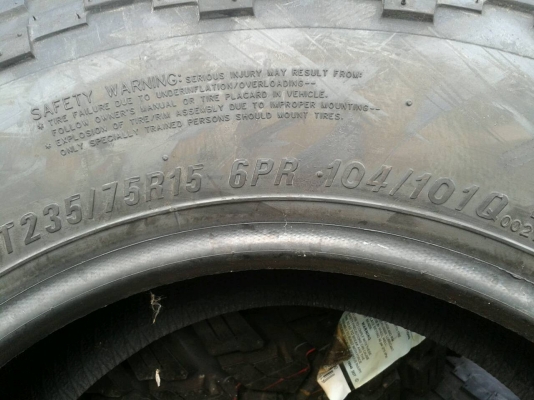 SAFETY WARNING: SERIOUS INJURY MAY RESULT FROM:
• TIRE FAILURE DUE TO UNDERINFLATION/OVERLOADING--
FOLLOW OWNER'S MANUAL OR TIRE PLACARD IN VEHICLE.
• EXPLOSION OF TIRE/RIM ASSEMBLY DUE TO IMPROPER MOUNTING--
ONLY SPECIALLY TRAINED PERSONS SHOULD MOUNT TIRES.
T235/75R15 6PR 104/101Q 002